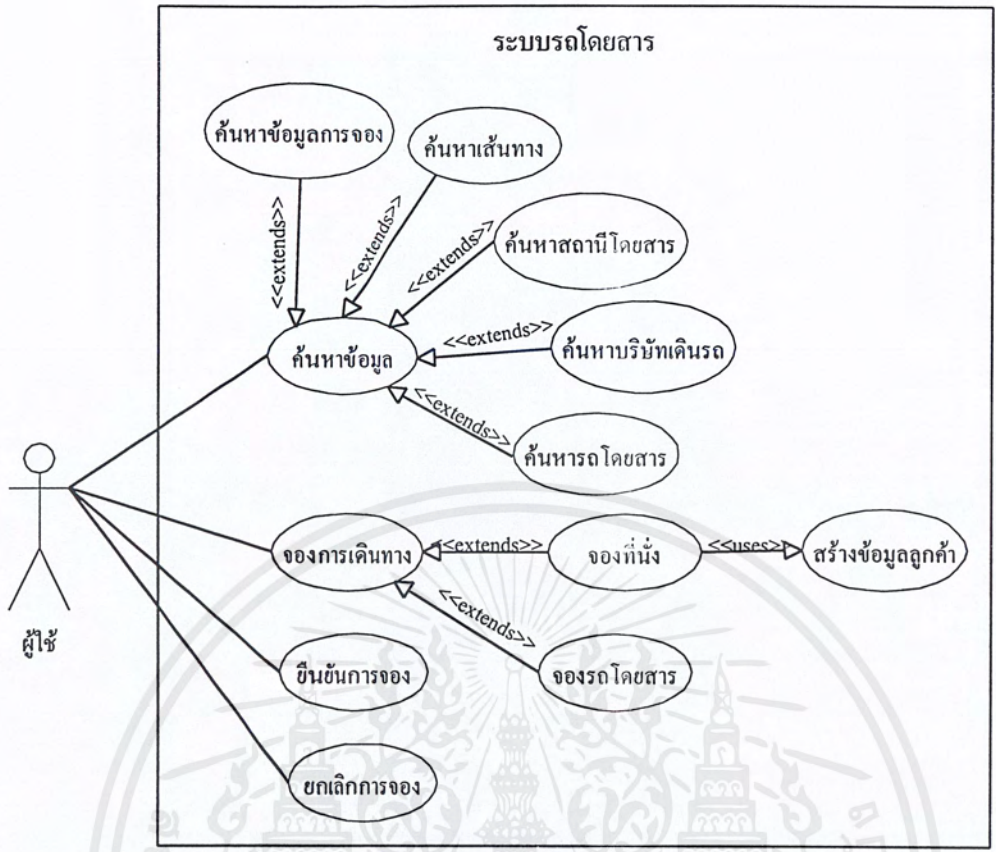 ระบบรถโดยสาร
ค้นหาข้อมูลการจอง
ค้นหาเส้นทาง
<<extends>>
<<extends>>
<<extends>>
ค้นหาสถานีโดยสาร
ค้นหาข้อมูล
<<extends>>
ค้นหาบริษัทเดินรถ
<<extends>>
ค้นหารถโดยสาร
จองการเดินทาง
<<extends>>
จองที่นั่ง
<<uses>>
สร้างข้อมูลลูกค้า
<<extends>>
จองรถโดยสาร
ผู้ใช้
ยืนยันการจอง
ยกเลิกการจอง